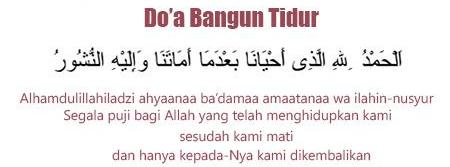 Do'a Bangun Tidur
اَلْحَمْدُ ِللهِ الَّذِى اَحْيَانَا بَعْدَمَا اَمَاتَنَا وَاِلَيْهِ النُّشُوْرُ
Alhamdulillahiladzi ahyaanaa ba'damaa amaatanaa wa ilahin-nusyur
Segala puji bagi Allah yang telah menghidupkan kami
sesudah kami mati
dan hanya kepada-Nya kami dikembalikan